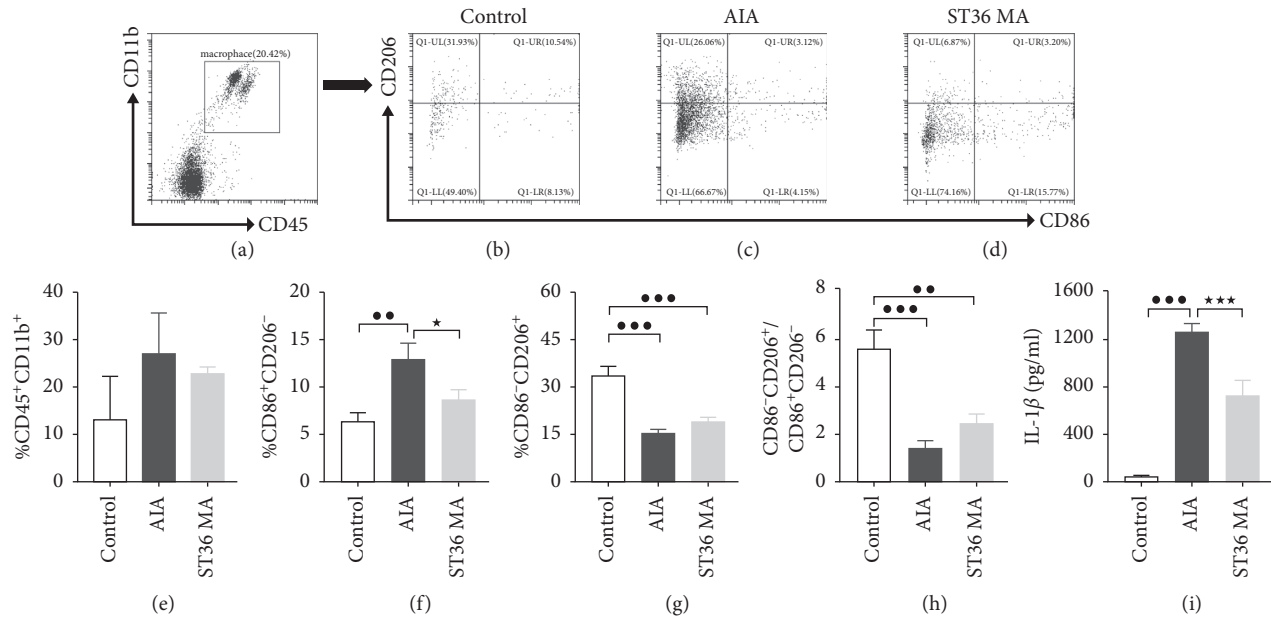 Control
AIA
ST36 MA
CD11b
macrophace(20.42%)
CD45
(a)
CD206
Q1-UL(31.93%)
Q1-UR(10.54%)
Q1-LL(49.40%)
Q1-LR(8.13%)
(b)
Q1-UL(26.06%)
Q1-UR(3.12%)
Q1-LL(66.67%)
Q1-LR(4.15%)
(c)
Q1-UL(6.87%)
Q1-UR(3.20%)
Q1-LL(74.16%)
Q1-LR(15.77%)
CD86
(d)
%CD45⁺CD11b⁺
40
30
20
10
0
Control
AIA
ST36 MA
(e)
%CD86⁺CD206⁻
20
15
10
5
0
●●
★
Control
AIA
ST36 MA
(f)
%CD86⁻CD206⁺
60
45
30
15
0
●●●
●●●
Control
AIA
ST36 MA
(g)
CD86⁻CD206⁺/
CD86⁺CD206⁻
8
6
4
2
0
●●
●●●
Control
AIA
ST36 MA
(h)
IL-1β (pg/ml)
1600
1200
800
400
0
●●●
★★★
Control
AIA
ST36 MA
(i)